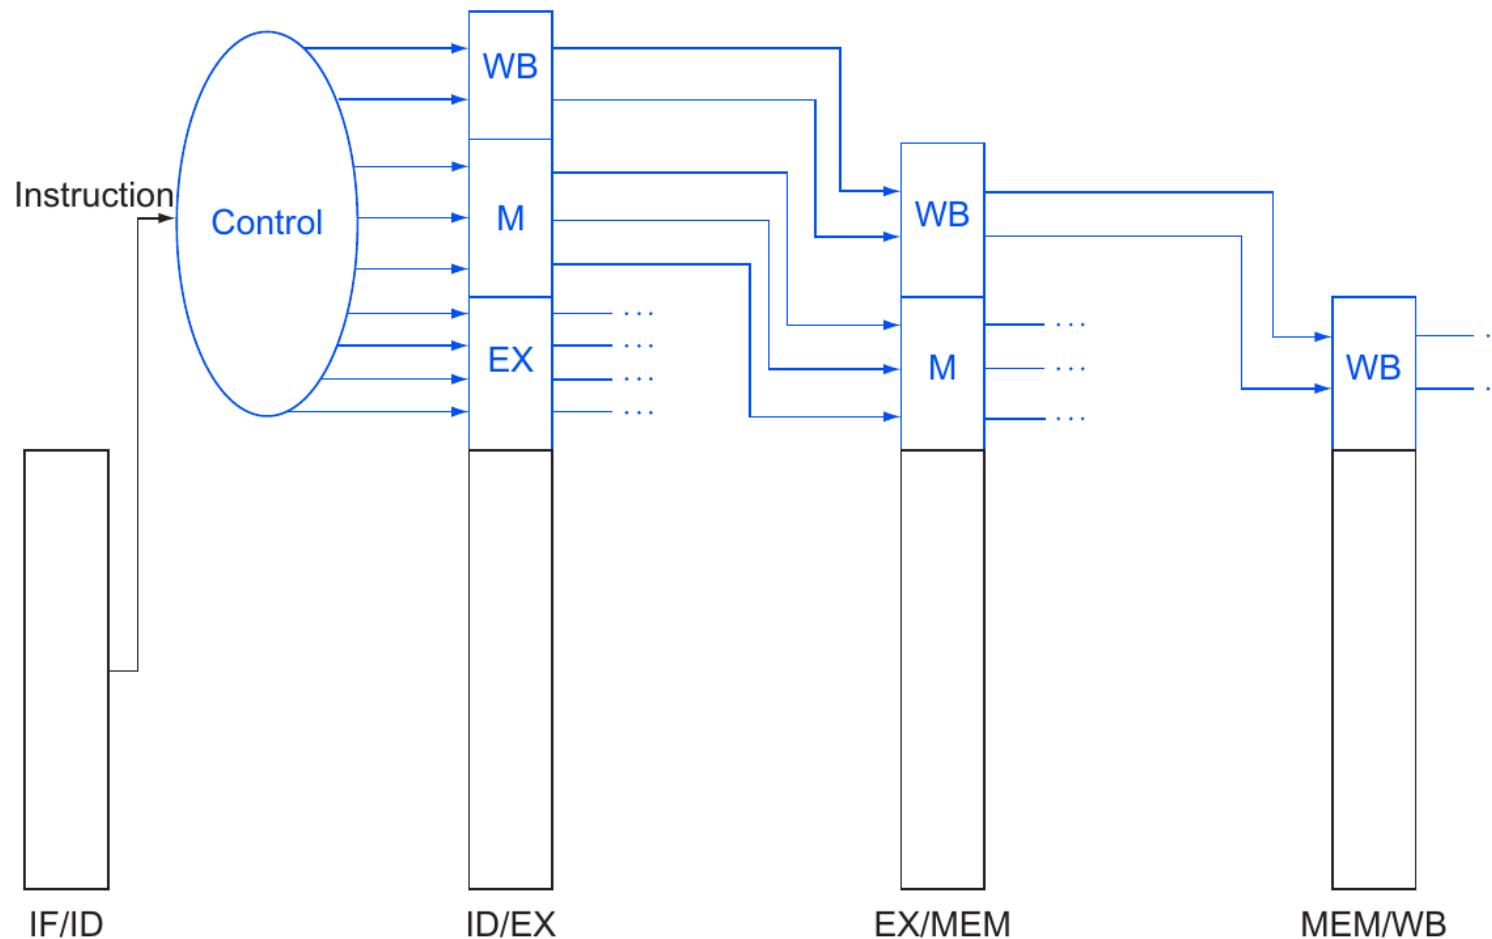 WB
Instruction
Control
M
WB
EX
...
...
...
...
M
...
...
...
WB
IF/ID
ID/EX
EX/MEM
MEM/WB